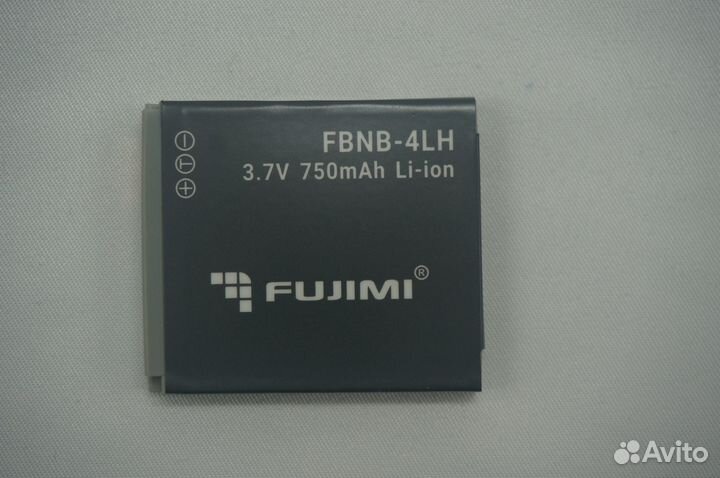 FBNB-4LH
3.7V 750mAh Li-ion
− T +
FUJIMI®
Avito